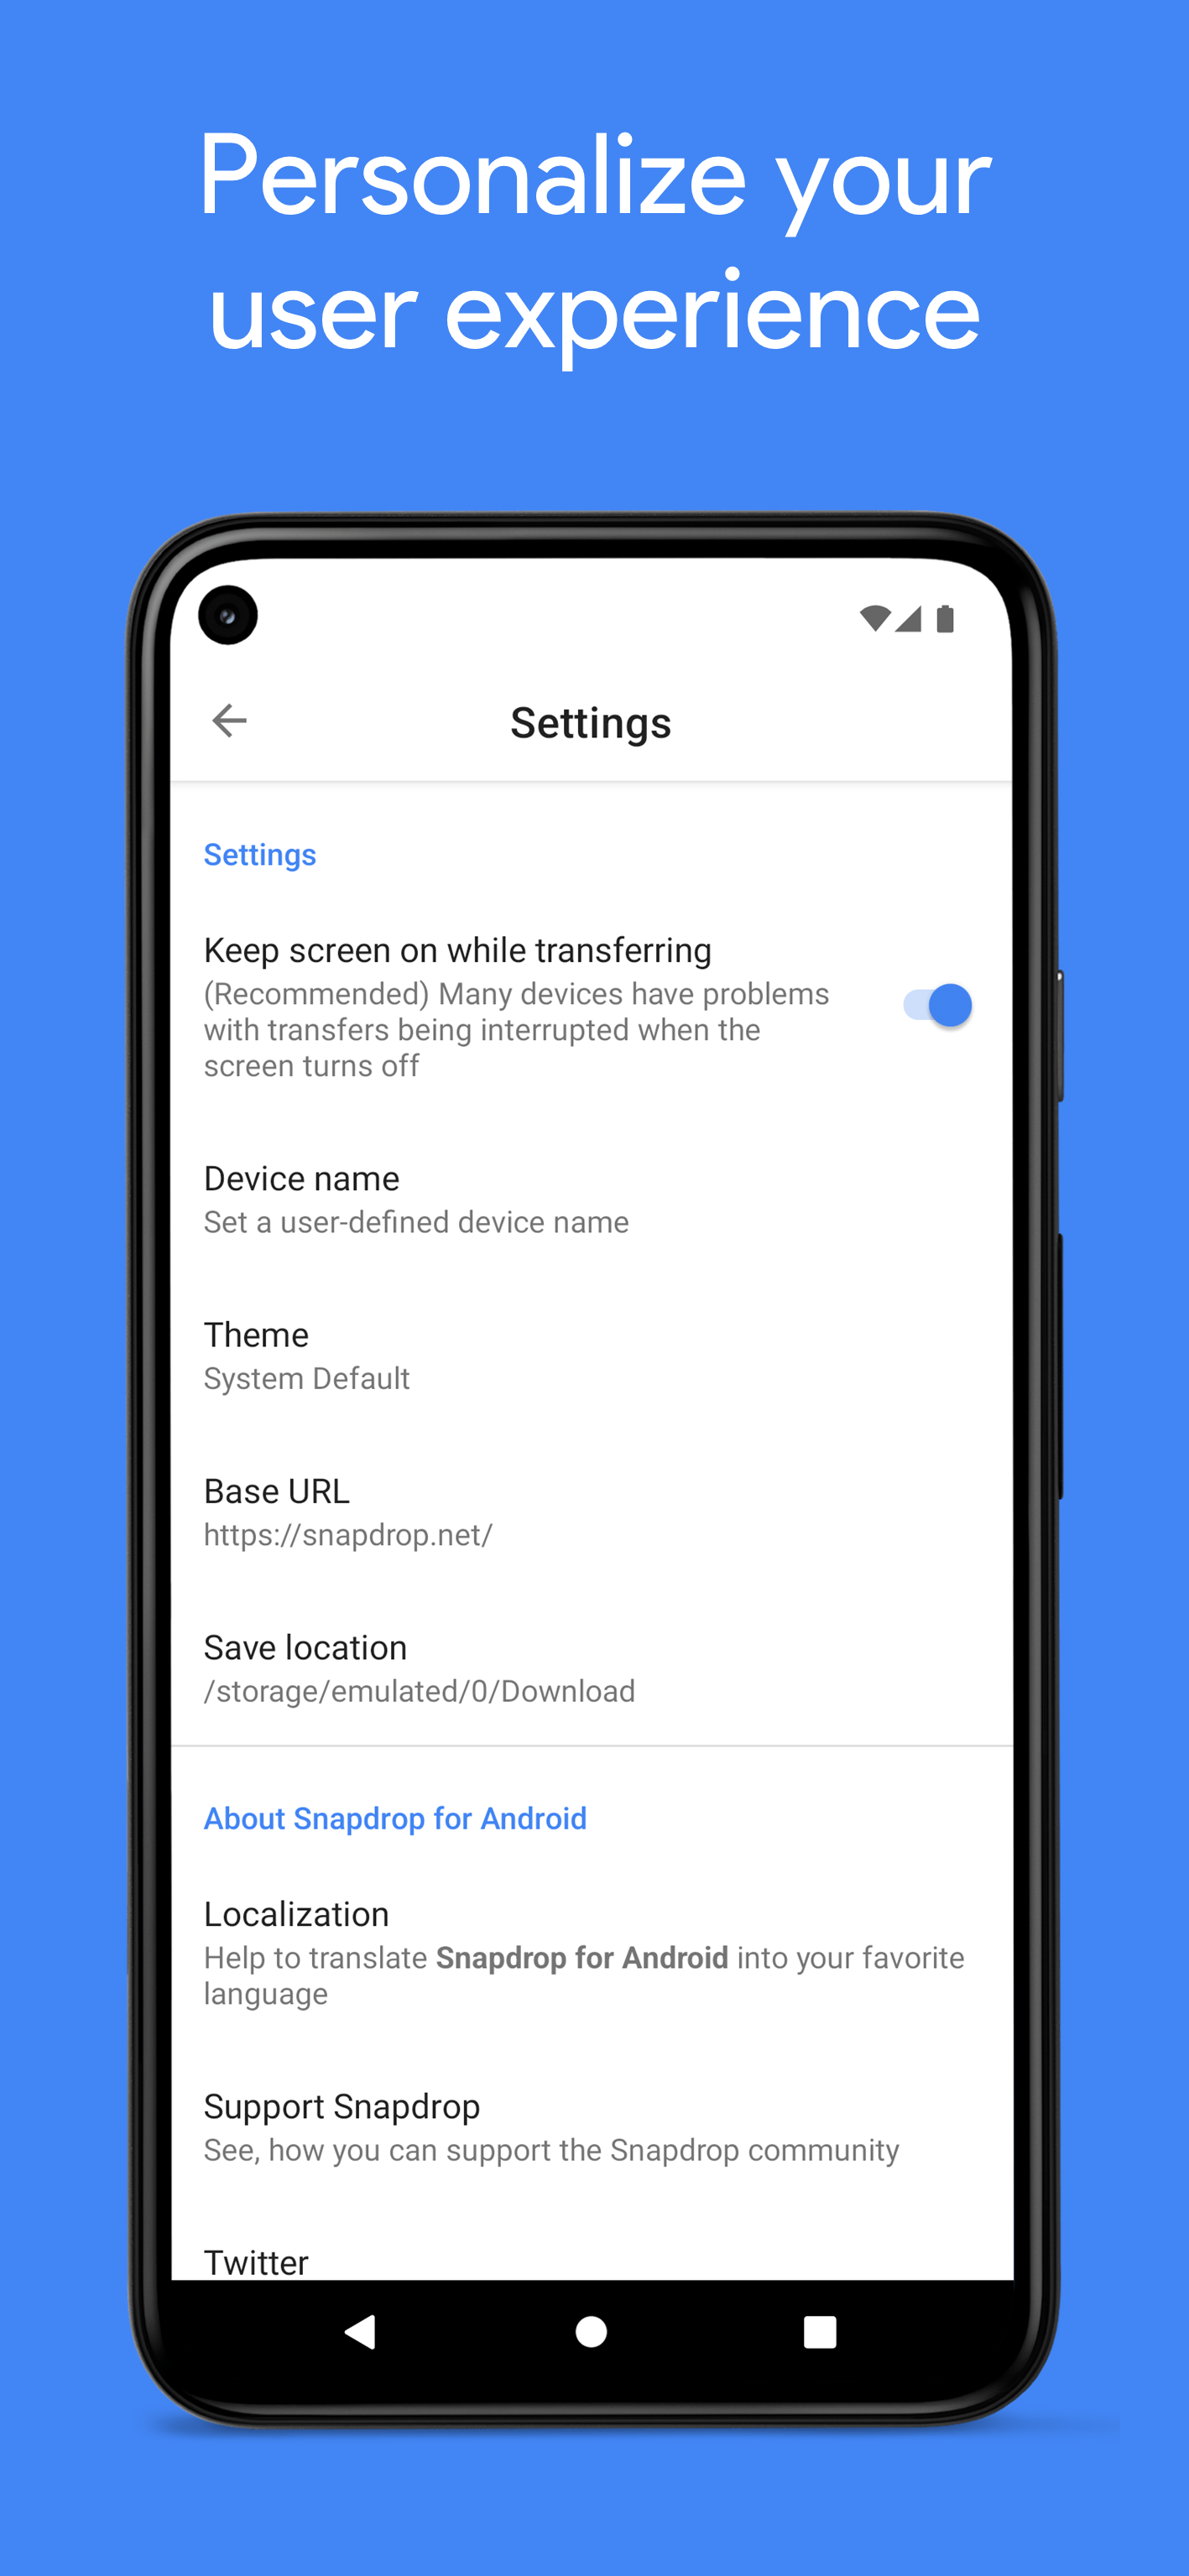 Personalize your
user experience
Settings
Settings
Keep screen on while transferring
(Recommended) Many devices have problems
with transfers being interrupted when the
screen turns off
Device name
Set a user-defined device name
Theme
System Default
Base URL
https://snapdrop.net/
Save location
/storage/emulated/0/Download
About Snapdrop for Android
Localization
Help to translate Snapdrop for Android into your favorite
language
Support Snapdrop
See, how you can support the Snapdrop community
Twitter